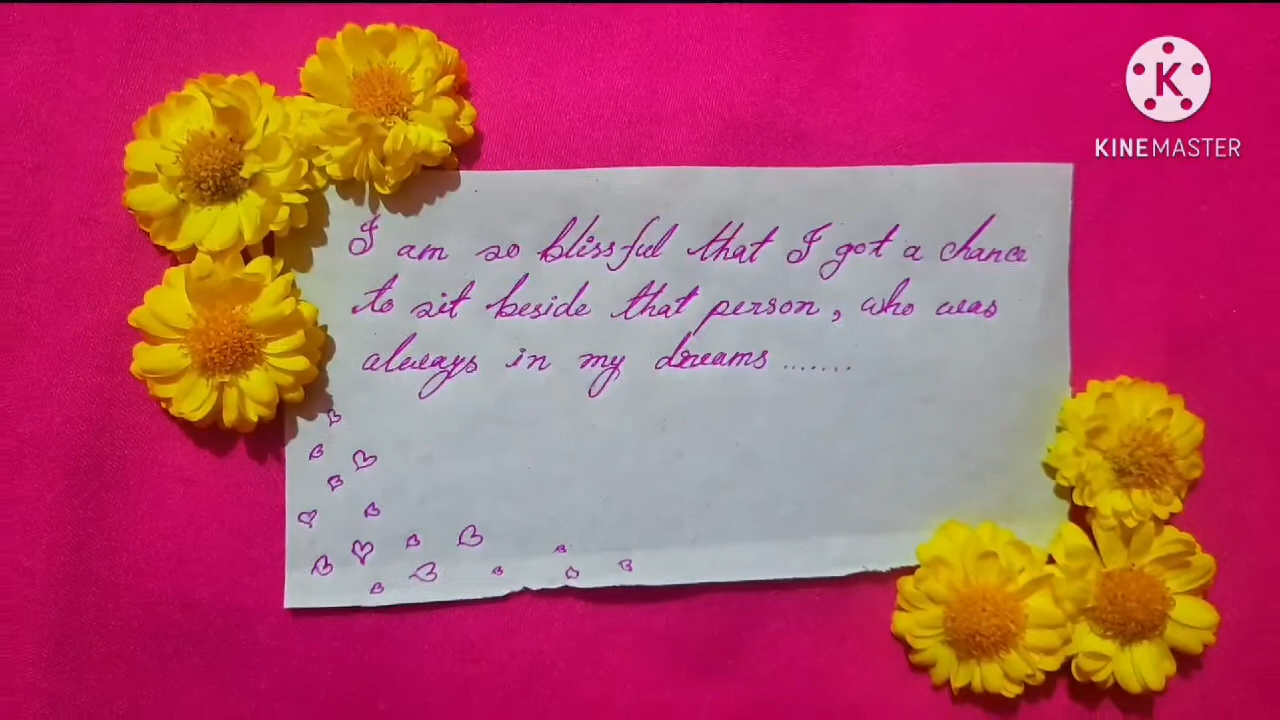 KINEMASTER
I am so blissful that I got a chance
to sit beside that person, who was
always in my dreams .......